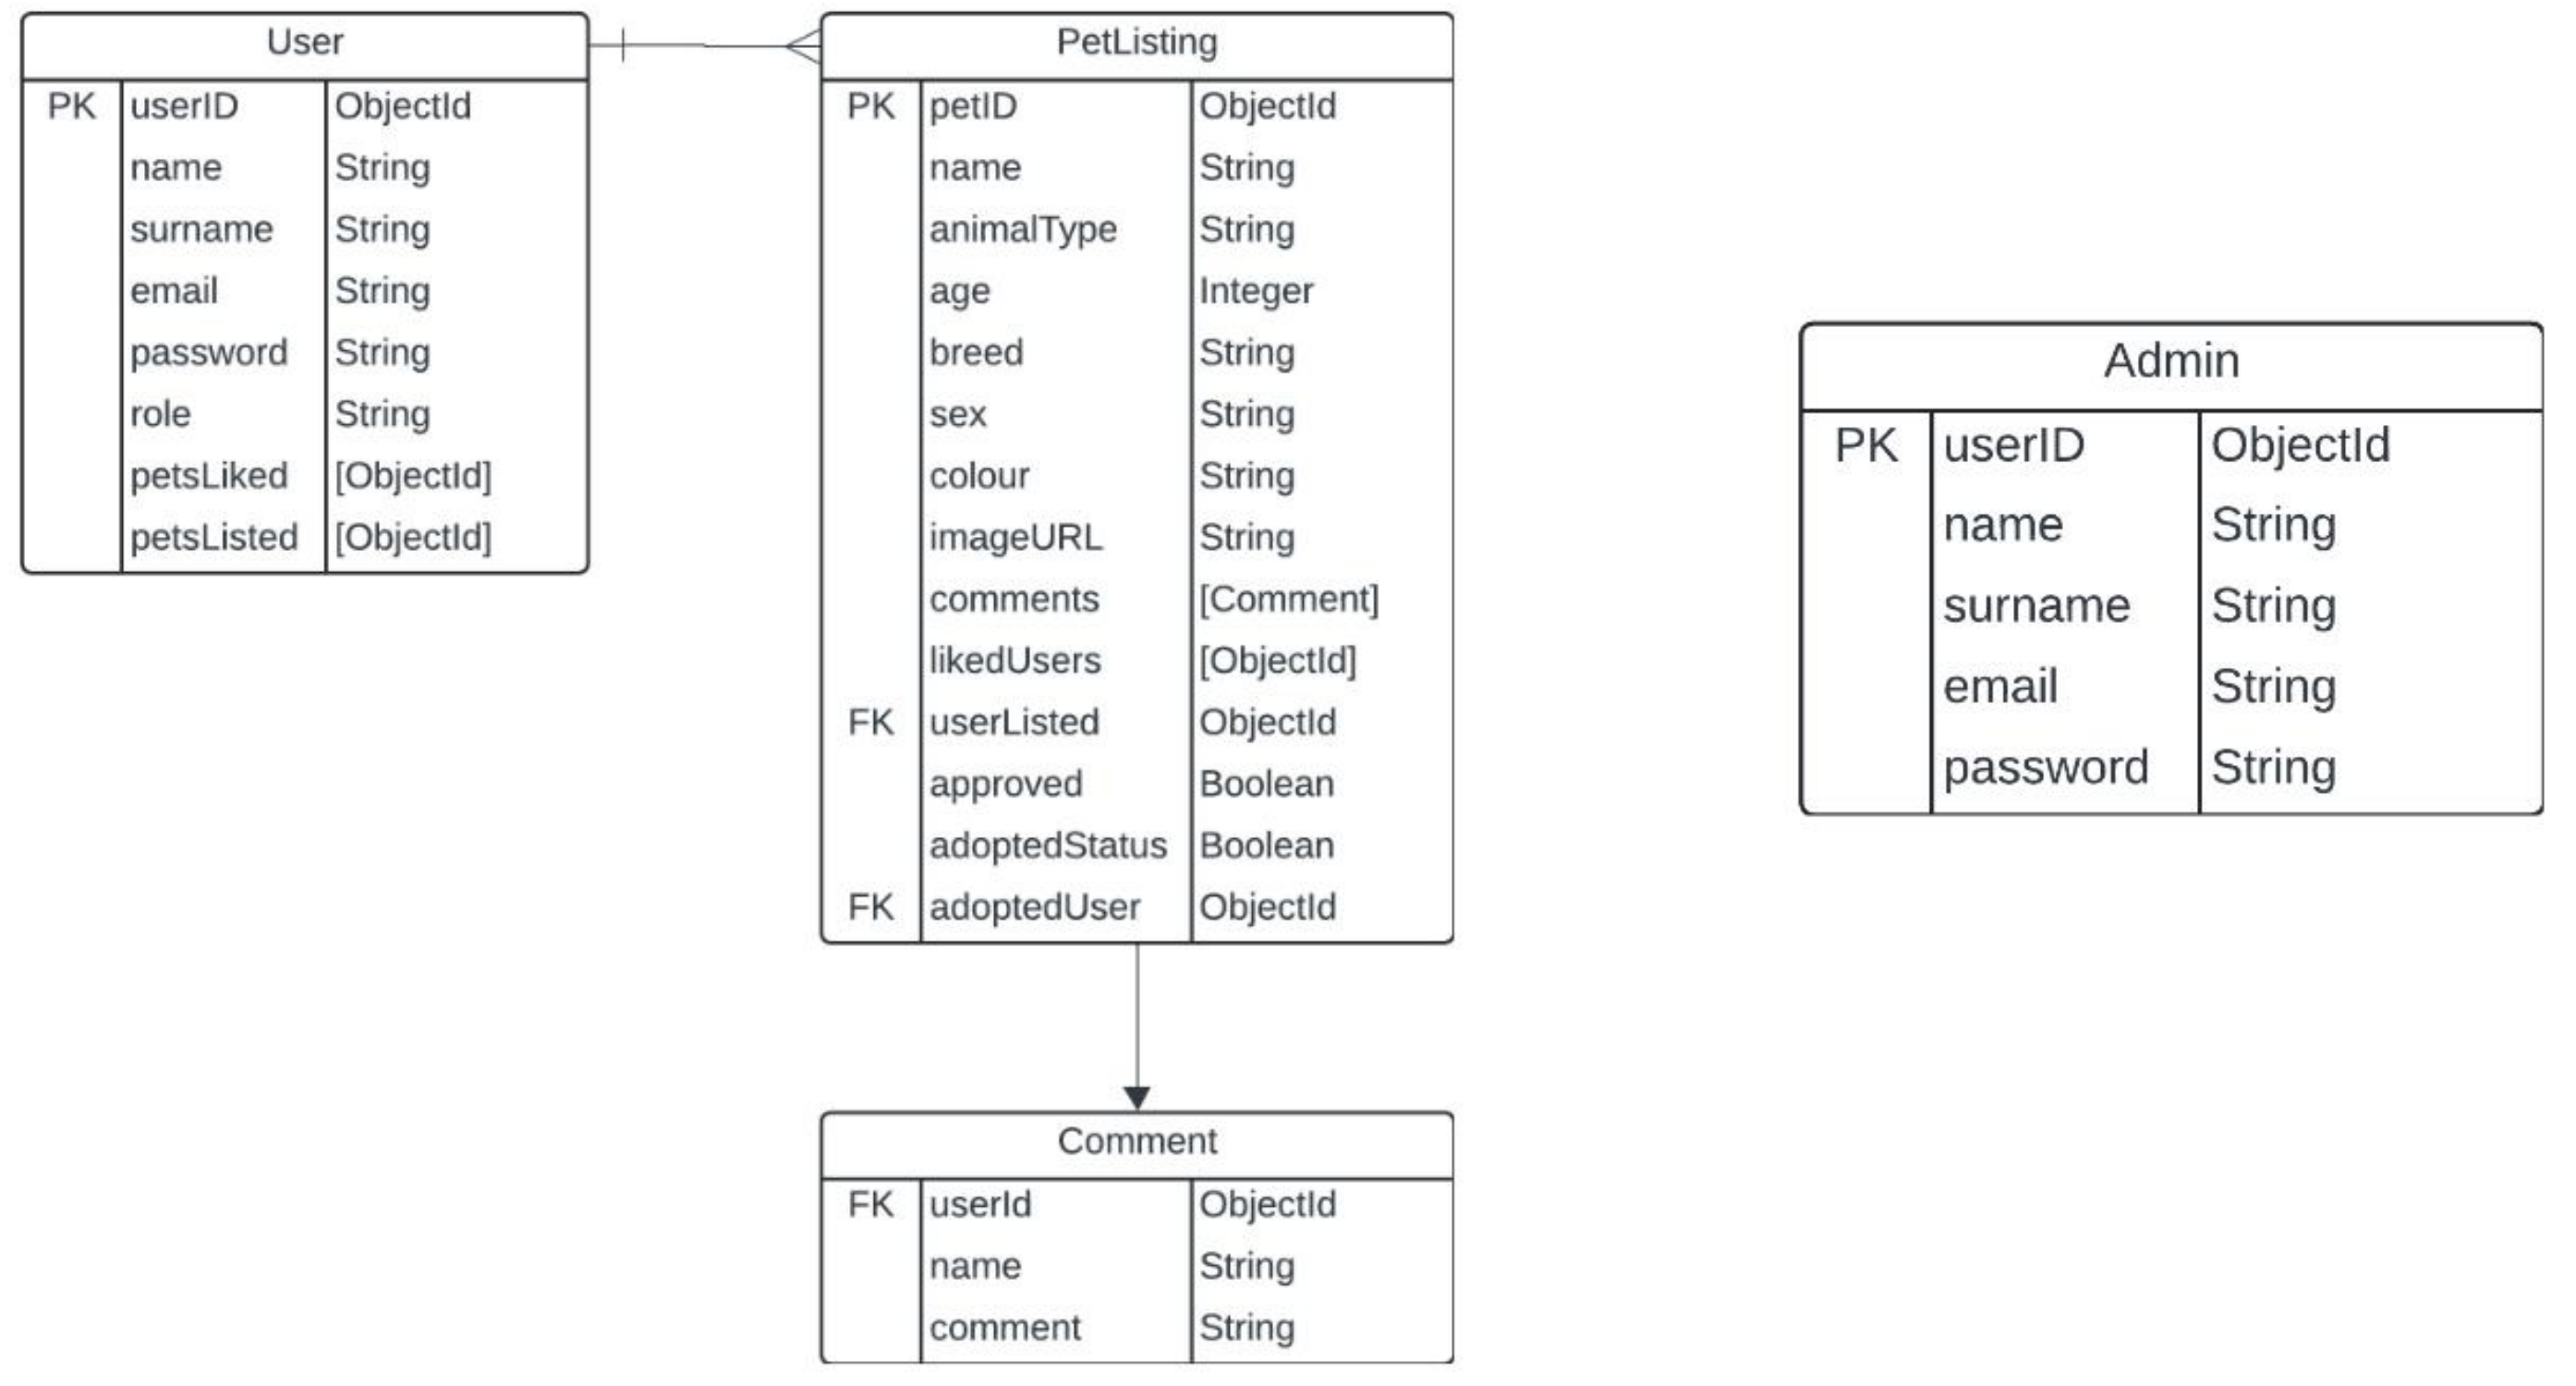 User
PK userID ObjectId
name String
surname String
email String
password String
role String
petsLiked [ObjectId]
petsListed [ObjectId]
PetListing
PK petID ObjectId
name String
animalType String
age Integer
breed String
sex String
colour String
imageURL String
comments [Comment]
likedUsers [ObjectId]
FK userListed ObjectId
approved Boolean
adoptedStatus Boolean
FK adoptedUser ObjectId
Comment
FK userId ObjectId
name String
comment String
Admin
PK userID ObjectId
name String
surname String
email String
password String